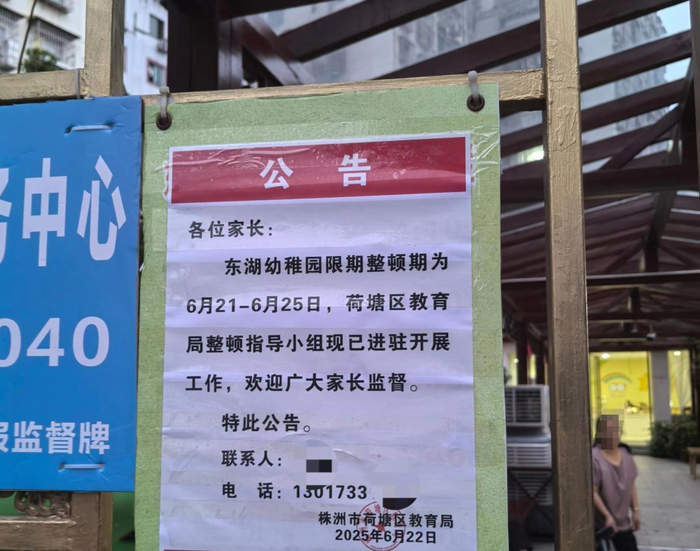 中心
040
监督牌
公告
各位家长：
东湖幼稚园限期整顿期为
6月21-6月25日，荷塘区教育
局整顿指导小组现已进驻开展
工作，欢迎广大家长监督。
特此公告。
联系人：
电 话：1301733
株洲市荷塘区教育局
2025年6月22日